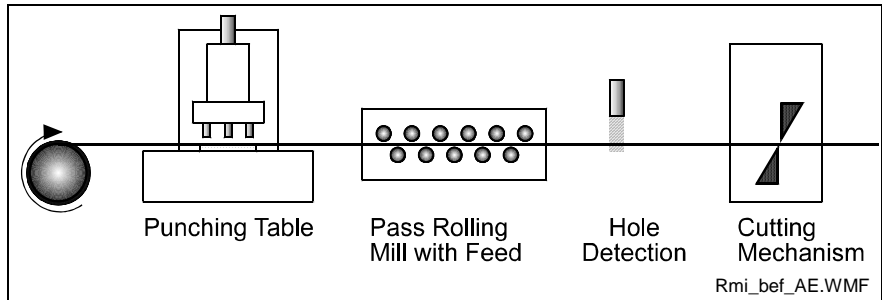 Punching Table
Pass Rolling
Mill with Feed
Hole
Detection
Cutting
Mechanism
Rmi_bef_AE.WMF